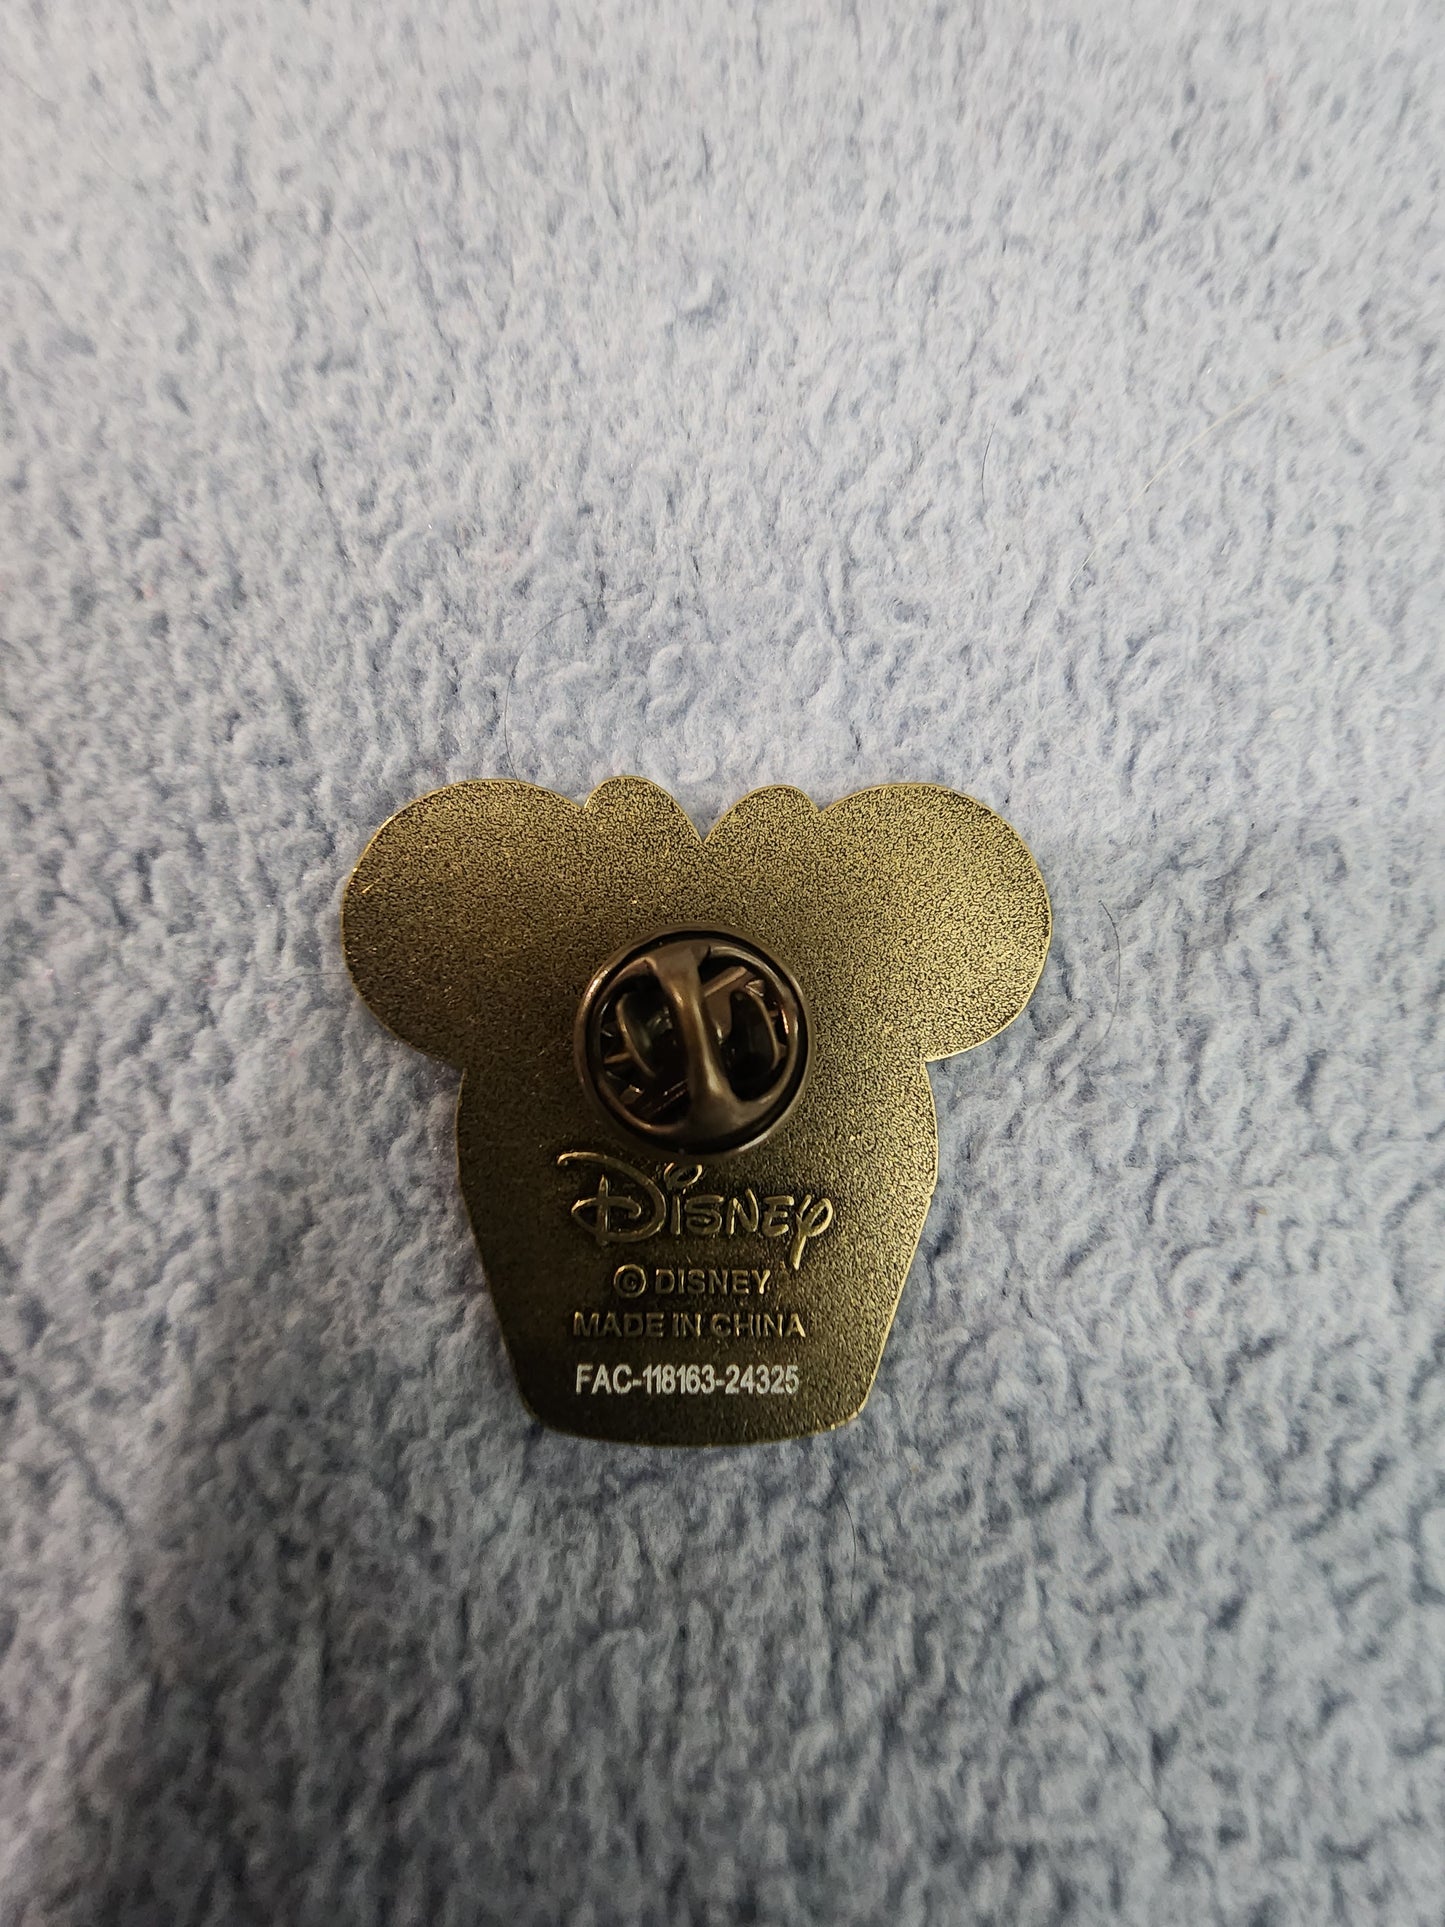 Disney
© DISNEY
MADE IN CHINA
FAC-118163-24325